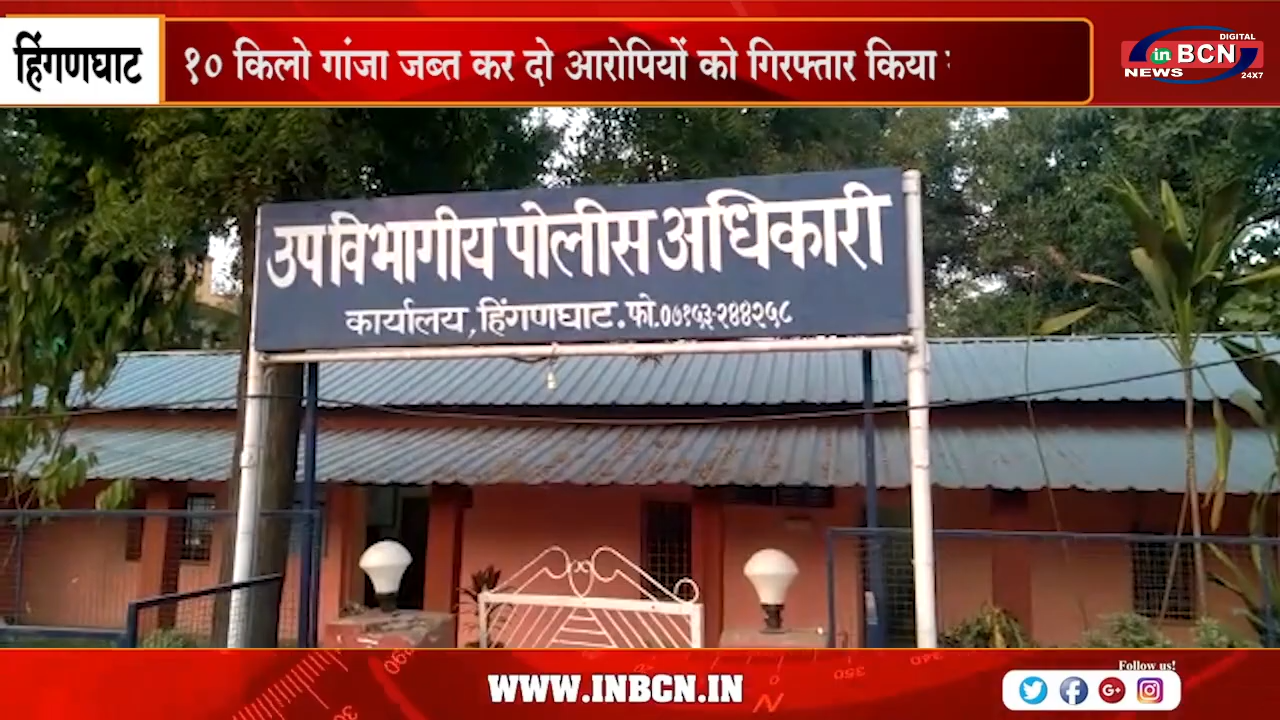 हिंगणघाट
१० किलो गांजा जब्त कर दो आरोपियों को गिरफ्तार किया
in BCN
DIGITAL
NEWS
24X7
उपविभागीय पोलीस अधिकारी
कार्यालय, हिंगणघाट. फो.०७१५३-२४४२५८
WWW.INBCN.IN
Follow us!